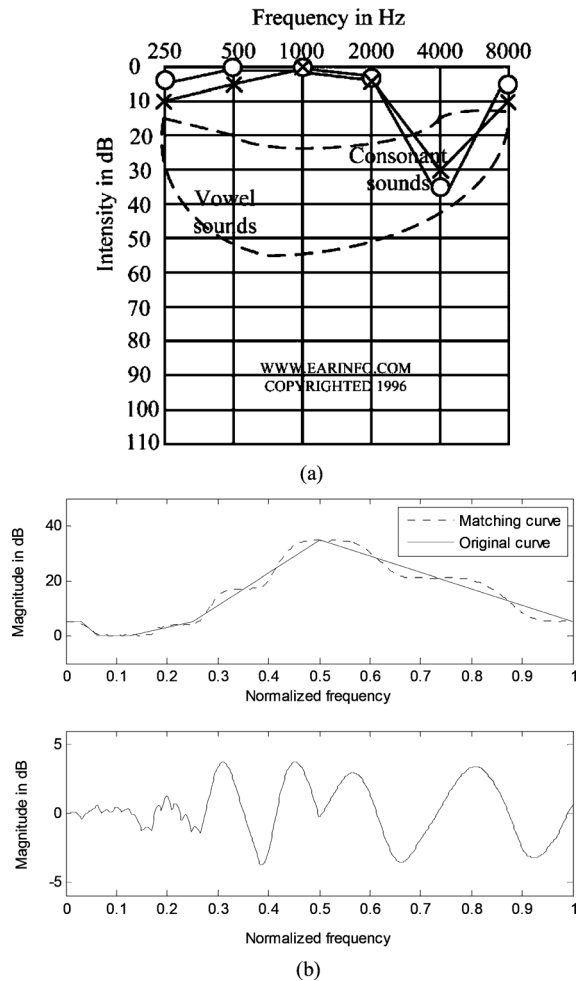 Frequency in Hz
250 500 1000 2000 4000 8000
Intensity in dB
0
10
20
30
40
50
60
70
80
90
100
110
Consonant
sounds
Vowel
sounds
WWW.EARINFO.COM
COPYRIGHTED 1996
(a)
Magnitude in dB
40
20
0
Matching curve
Original curve
0 0.1 0.2 0.3 0.4 0.5 0.6 0.7 0.8 0.9 1
Normalized frequency
Magnitude in dB
5
0
-5
0 0.1 0.2 0.3 0.4 0.5 0.6 0.7 0.8 0.9 1
Normalized frequency
(b)